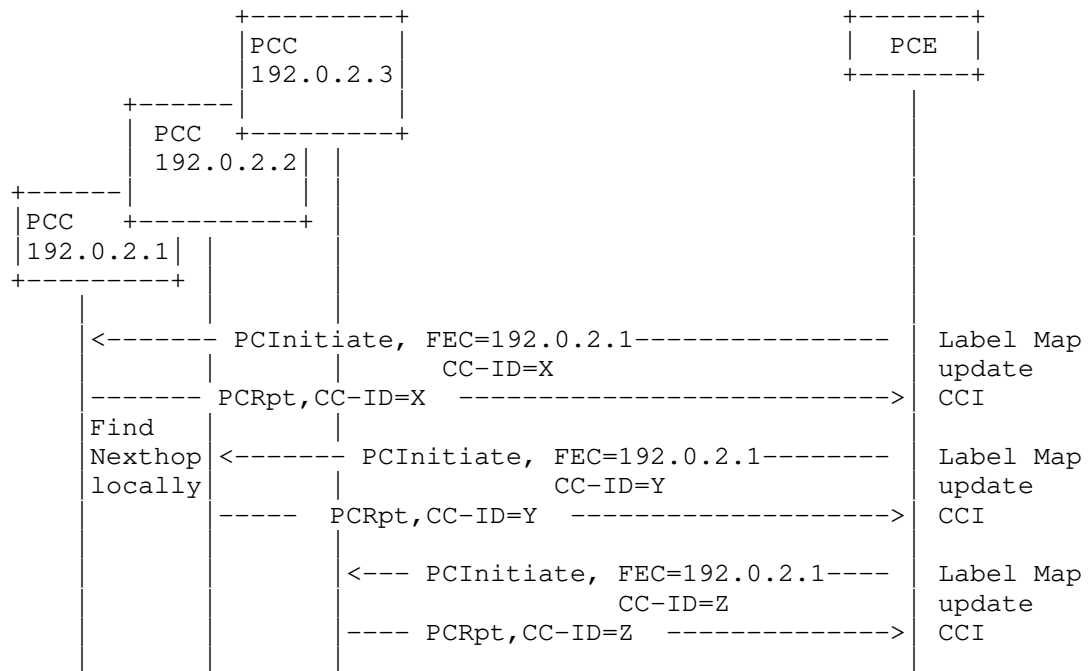 PCC PCE
192.0.2.3
PCC
192.0.2.2
PCC
192.0.2.1
<------- PCInitiate, FEC=192.0.2.1---------------- Label Map
CC-ID=X update
------- PCRpt,CC-ID=X ---------------------------> CCI
Find
Nexthop <------- PCInitiate, FEC=192.0.2.1-------- Label Map
locally CC-ID=Y update
----- PCRpt,CC-ID=Y --------------------> CCI
<--- PCInitiate, FEC=192.0.2.1---- Label Map
CC-ID=Z update
---- PCRpt,CC-ID=Z --------------> CCI